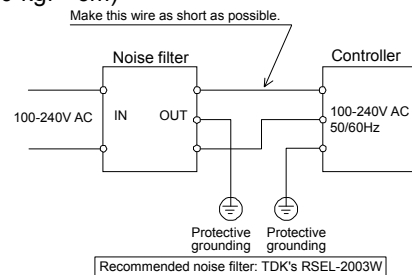 Make this wire as short as possible.
Noise filter
Controller
100-240V AC
IN
OUT
100-240V AC
50/60Hz
Protective
grounding
Protective
grounding
Recommended noise filter: TDK's RSEL-2003W